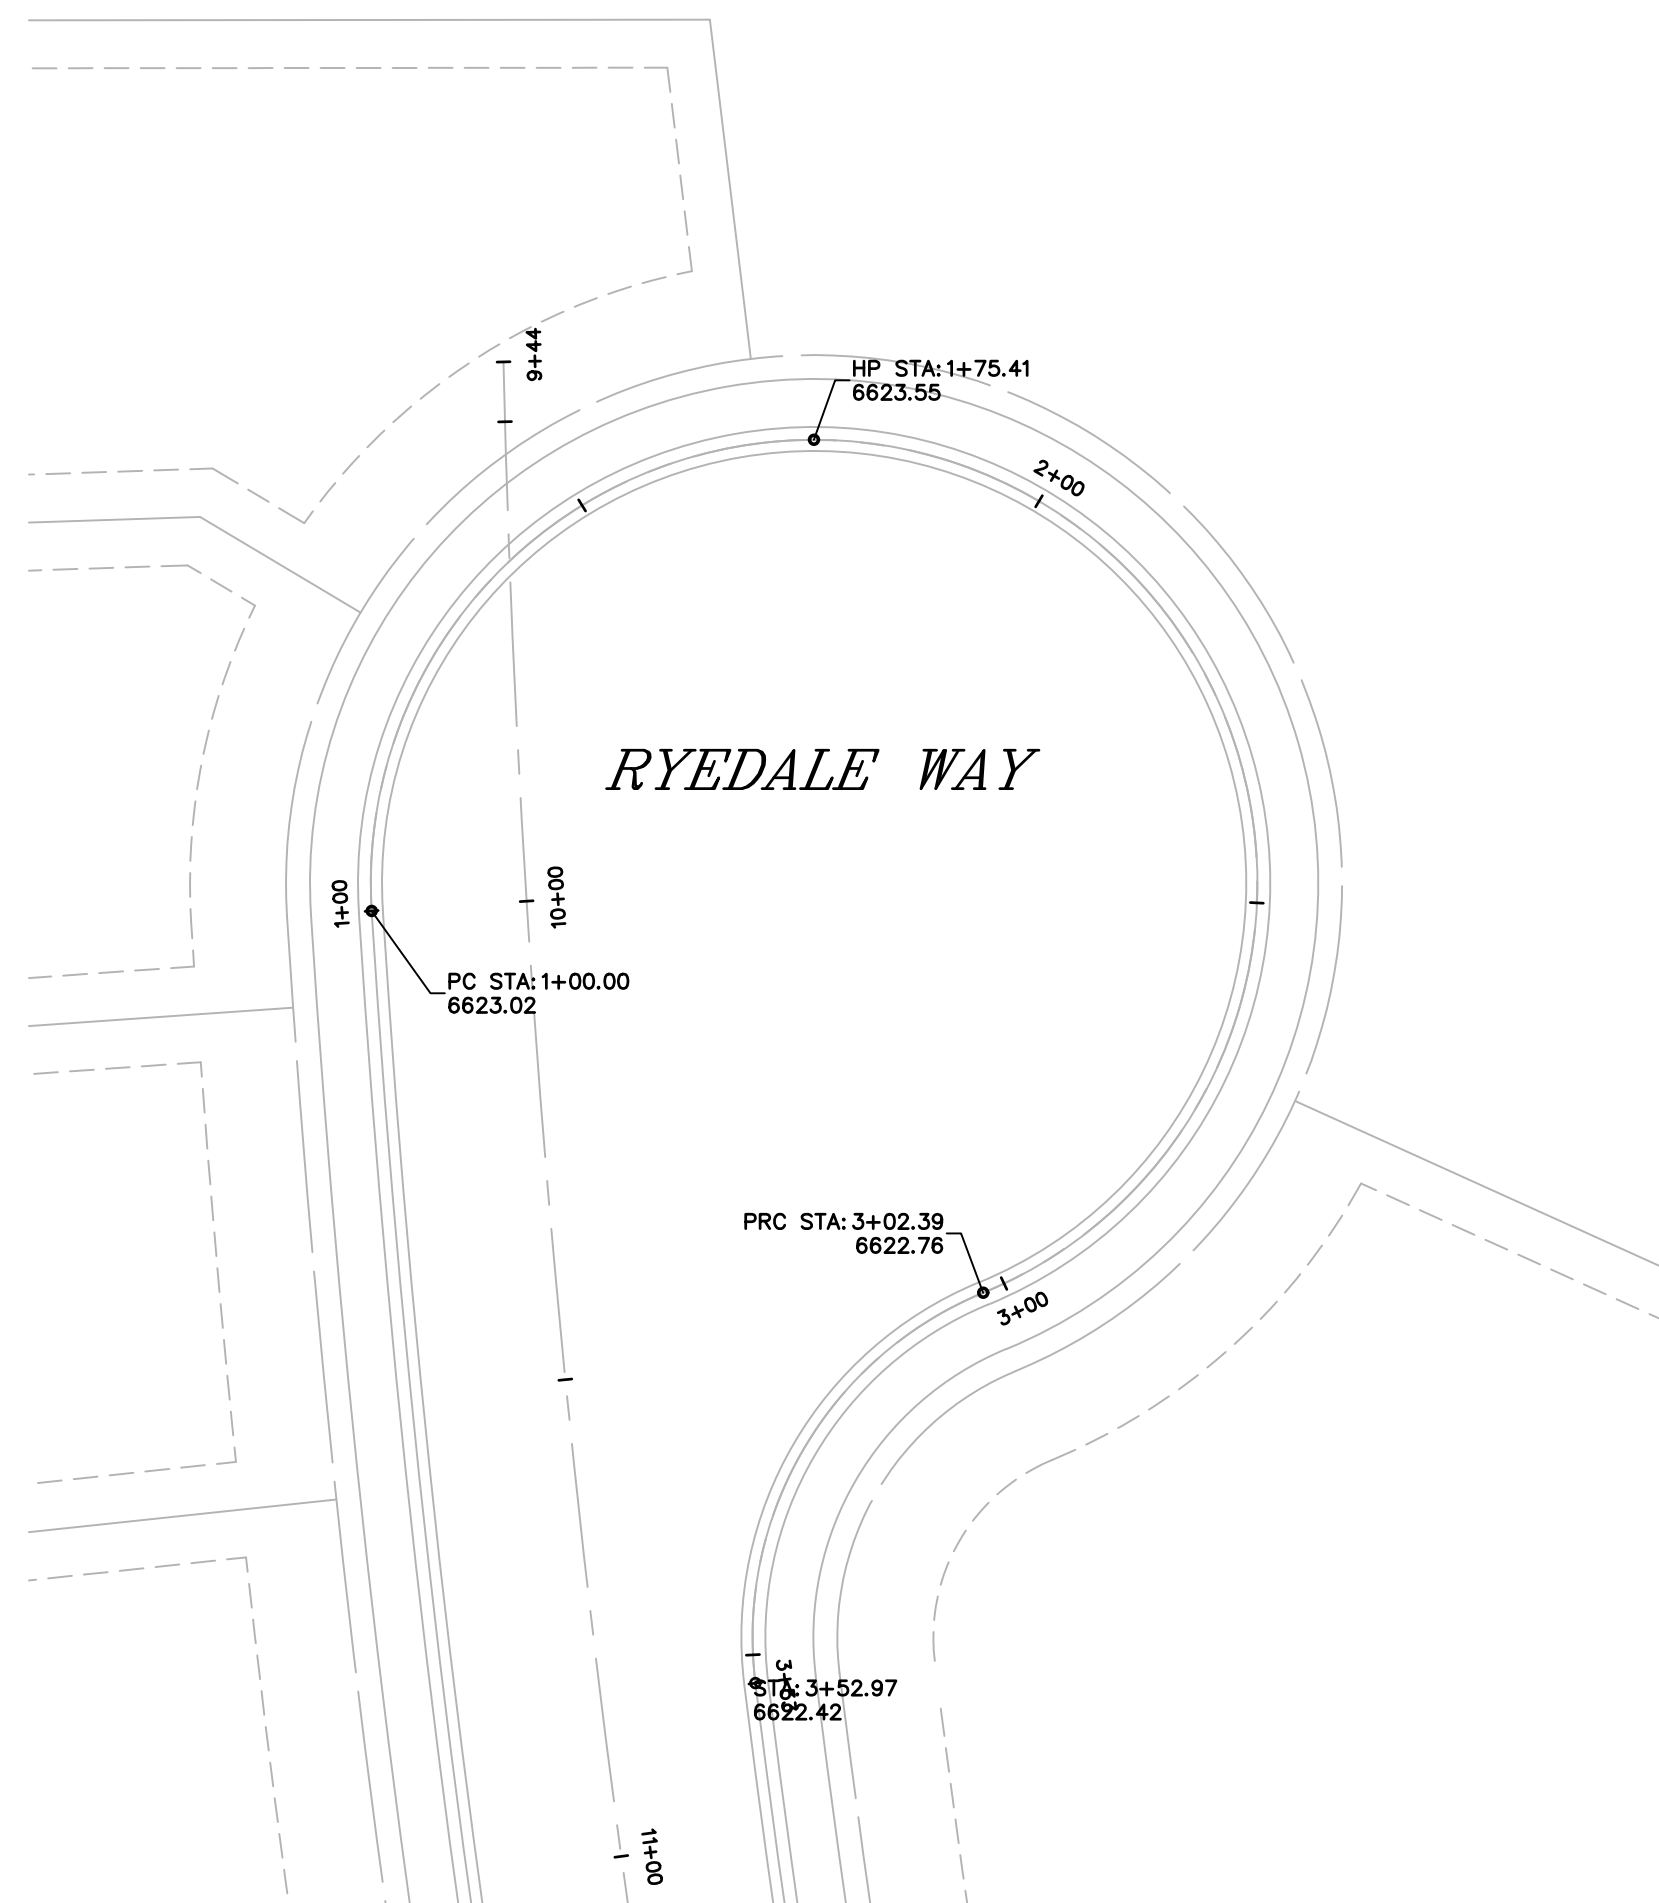 9+44
HP STA:1+75.41
6623.55
2+00
RYEDALE WAY
1+00
10+00
PC STA:1+00.00
6623.02
PRC STA:3+02.39
6622.76
3+00
3+53
STA:3+52.97
6622.42
11+00